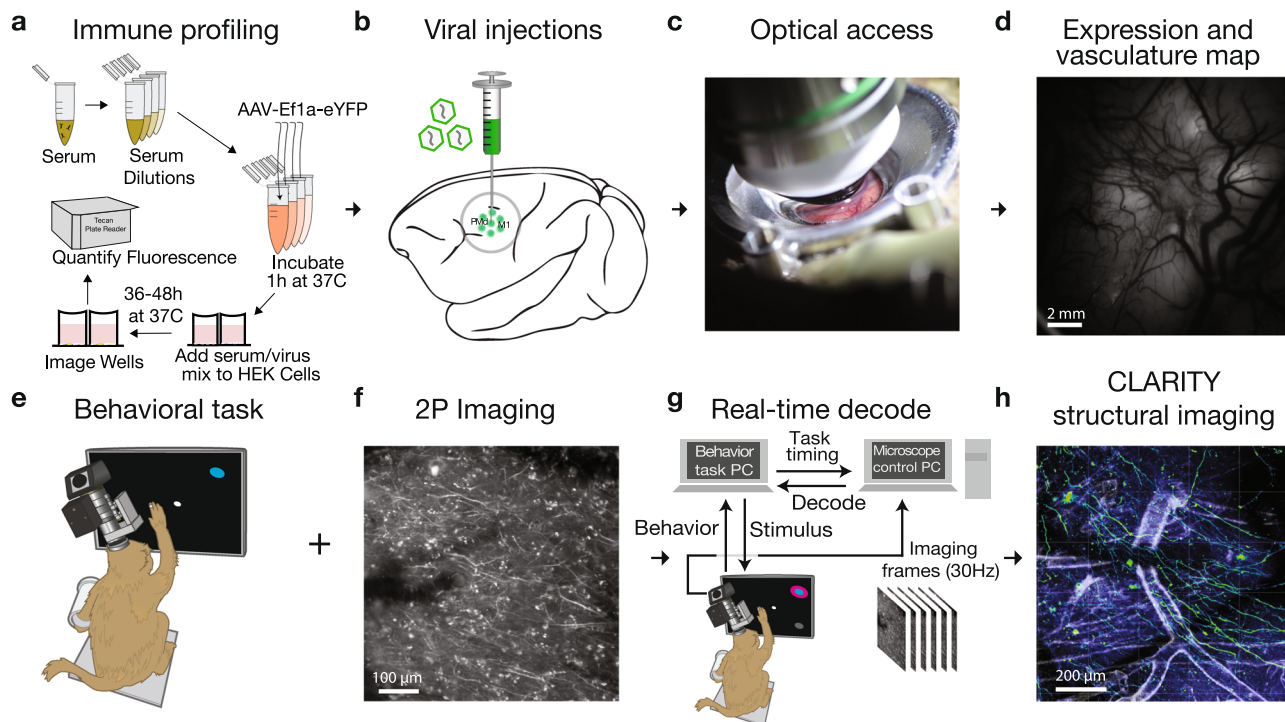 a Immune profiling
AAV-Ef1a-eYFP
Serum
Serum
Dilutions
Tecan
Plate Reader
Quantify Fluorescence
Incubate
1h at 37C
36-48h
at 37C
Image Wells
Add serum/virus
mix to HEK Cells
b Viral injections
PMd
M1
c Optical access
d Expression and
vasculature map
2 mm
e Behavioral task
+
f 2P Imaging
100 µm
g Real-time decode
Behavior
task PC
Task
timing
Microscope
control PC
Decode
Behavior
Stimulus
Imaging
frames (30Hz)
h CLARITY
structural imaging
200 µm